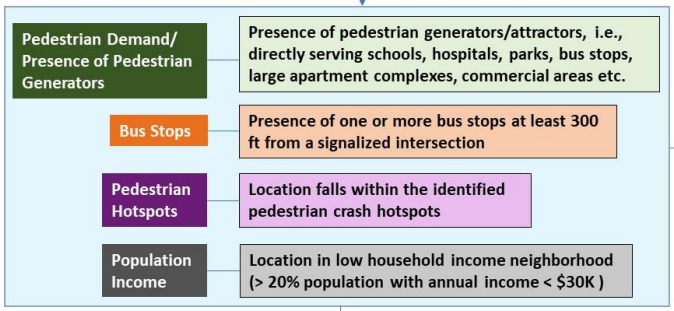 Pedestrian Demand/
Presence of Pedestrian
Generators
Presence of pedestrian generators/attractors, i.e.,
directly serving schools, hospitals, parks, bus stops,
large apartment complexes, commercial areas etc.
Bus Stops
Presence of one or more bus stops at least 300
ft from a signalized intersection
Pedestrian
Hotspots
Location falls within the identified
pedestrian crash hotspots
Population
Income
Location in low household income neighborhood
(> 20% population with annual income < $30K )